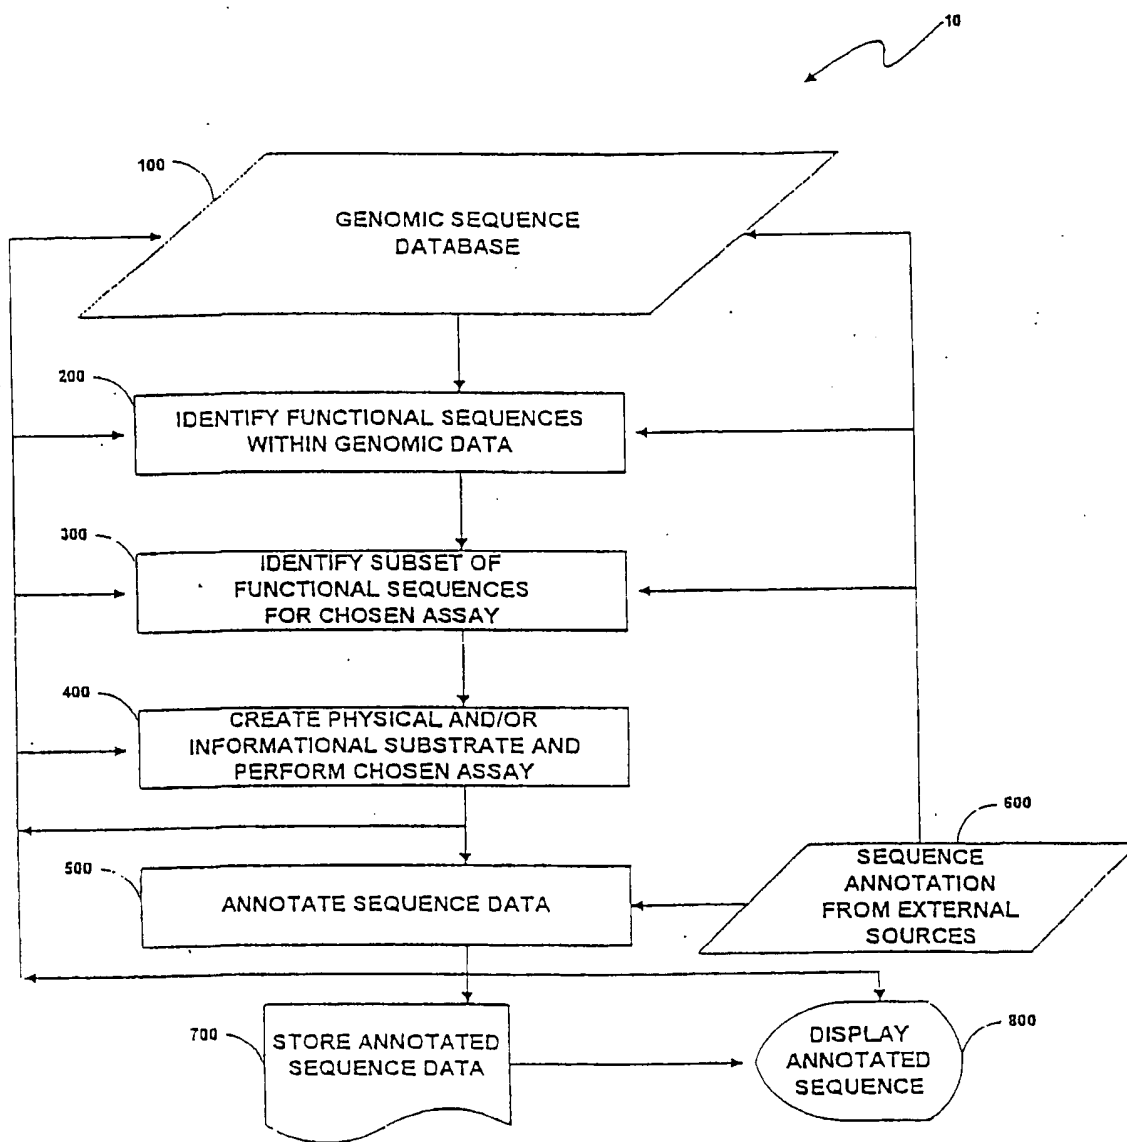 10
100
GENOMIC SEQUENCE
DATABASE
200
IDENTIFY FUNCTIONAL SEQUENCES
WITHIN GENOMIC DATA
300
IDENTIFY SUBSET OF
FUNCTIONAL SEQUENCES
FOR CHOSEN ASSAY
400
CREATE PHYSICAL AND/OR
INFORMATIONAL SUBSTRATE AND
PERFORM CHOSEN ASSAY
500
ANNOTATE SEQUENCE DATA
600
SEQUENCE
ANNOTATION
FROM EXTERNAL
SOURCES
700
STORE ANNOTATED
SEQUENCE DATA
800
DISPLAY
ANNOTATED
SEQUENCE